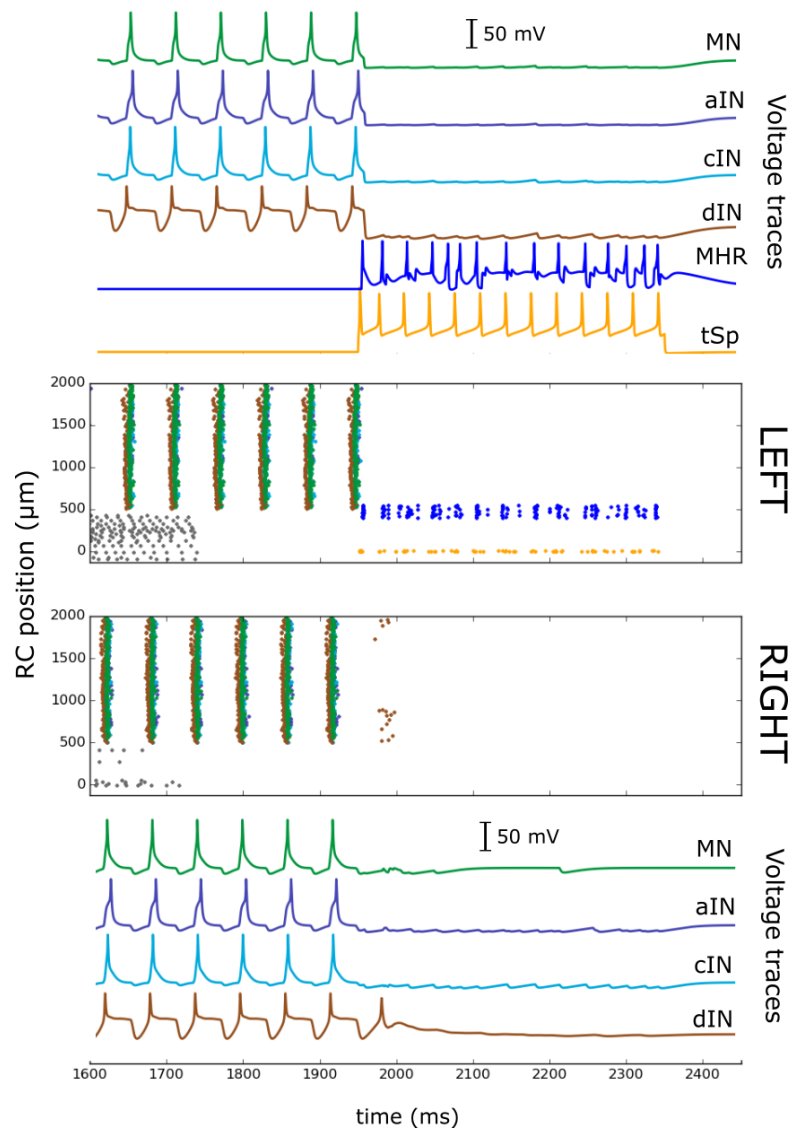 50 mV
MN
aIN
cIN
dIN
MHR
tSp
Voltage traces
2000
1500
1000
500
0
LEFT
RC position (μm)
2000
1500
1000
500
0
RIGHT
50 mV
MN
aIN
cIN
dIN
Voltage traces
1600 1700 1800 1900 2000 2100 2200 2300 2400
time (ms)